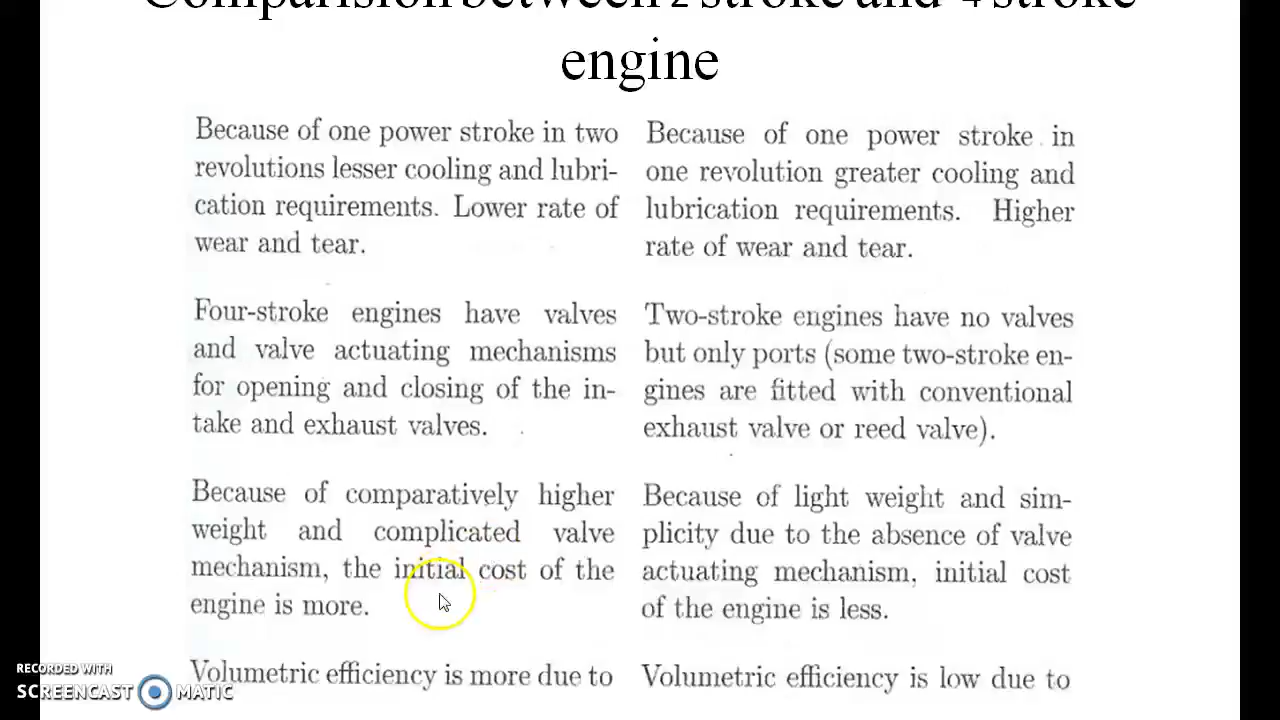 Comparision between 2 stroke and 4 stroke
engine
Because of one power stroke in two
revolutions lesser cooling and lubri-
cation requirements. Lower rate of
wear and tear.
Because of one power stroke in
one revolution greater cooling and
lubrication requirements. Higher
rate of wear and tear.
Four-stroke engines have valves
and valve actuating mechanisms
for opening and closing of the in-
take and exhaust valves.
Two-stroke engines have no valves
but only ports (some two-stroke en-
gines are fitted with conventional
exhaust valve or reed valve).
Because of comparatively higher
weight and complicated valve
mechanism, the initial cost of the
engine is more.
Because of light weight and sim-
plicity due to the absence of valve
actuating mechanism, initial cost
of the engine is less.
Volumetric efficiency is more due to
Volumetric efficiency is low due to
RECORDED WITH
SCREENCAST MATIC